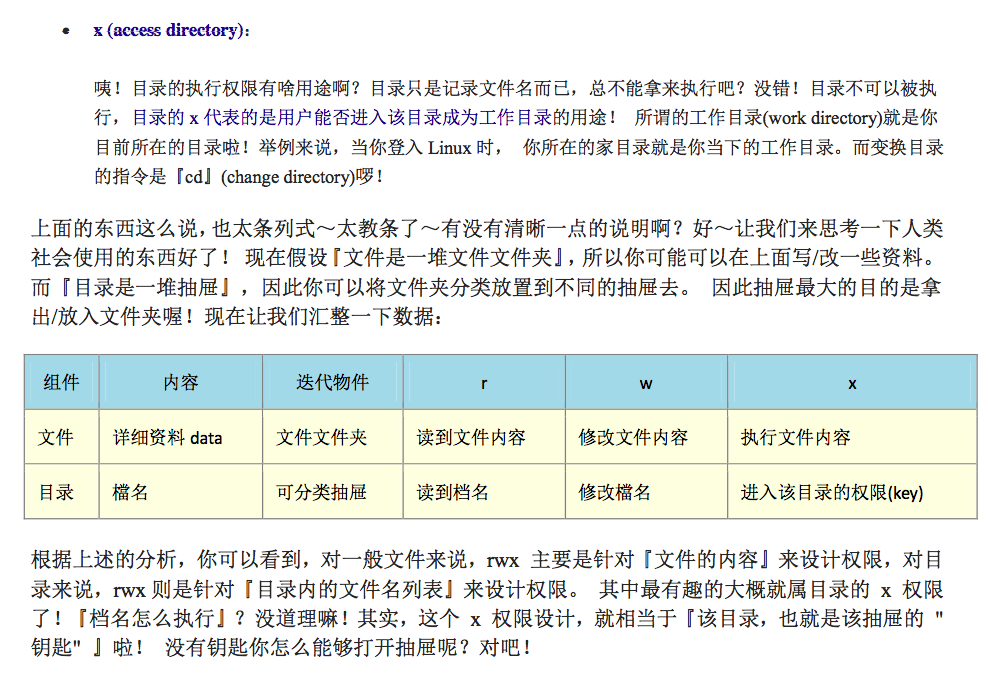 • x (access directory)：
咦！目录的执行权限有啥用途啊？目录只是记录文件名而已，总不能拿来执行吧？没错！目录不可以被执
行，目录的 x 代表的是用户能否进入该目录成为工作目录的用途！ 所谓的工作目录(work directory)就是你
目前所在的目录啦！举例来说，当你登入 Linux 时， 你所在的家目录就是你当下的工作目录。而变换目录
的指令是『cd』(change directory)啰！
上面的东西这么说，也太条列式～太教条了～有没有清晰一点的说明啊？好～让我们来思考一下人类
社会使用的东西好了！ 现在假设『文件是一堆文件文件夹』，所以你可能可以在上面写/改一些资料。
而『目录是一堆抽屉』，因此你可以将文件夹分类放置到不同的抽屉去。 因此抽屉最大的目的是拿
出/放入文件夹喔！现在让我们汇整一下数据：
组件 内容 迭代物件 r w x
文件 详细资料 data 文件文件夹 读到文件内容 修改文件内容 执行文件内容
目录 檔名 可分类抽屉 读到档名 修改檔名 进入该目录的权限(key)
根据上述的分析，你可以看到，对一般文件来说，rwx 主要是针对『文件的内容』来设计权限，对目
录来说，rwx 则是针对『目录内的文件名列表』来设计权限。 其中最有趣的大概就属目录的 x 权限
了！『档名怎么执行』？没道理嘛！其实，这个 x 权限设计，就相当于『该目录，也就是该抽屉的 "
钥匙" 』啦！ 没有钥匙你怎么能够打开抽屉呢？对吧！